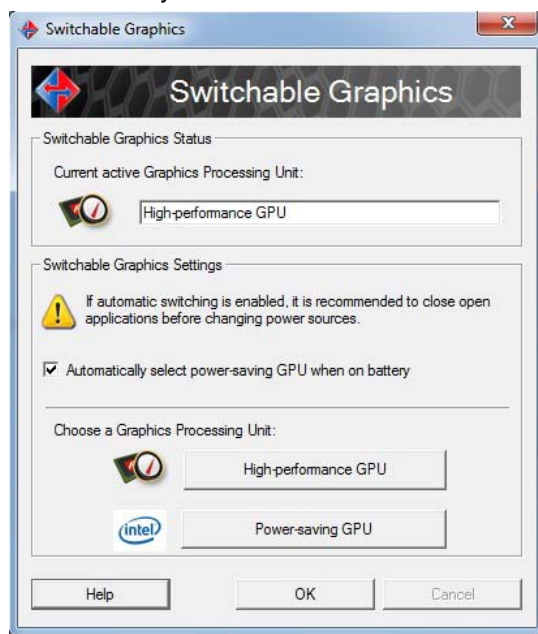 Switchable Graphics
Switchable Graphics
Switchable Graphics Status
Current active Graphics Processing Unit:
High-performance GPU
Switchable Graphics Settings
If automatic switching is enabled, it is recommended to close open
applications before changing power sources.
Automatically select power-saving GPU when on battery
Choose a Graphics Processing Unit:
High-performance GPU
intel
Power-saving GPU
Help
OK
Cancel